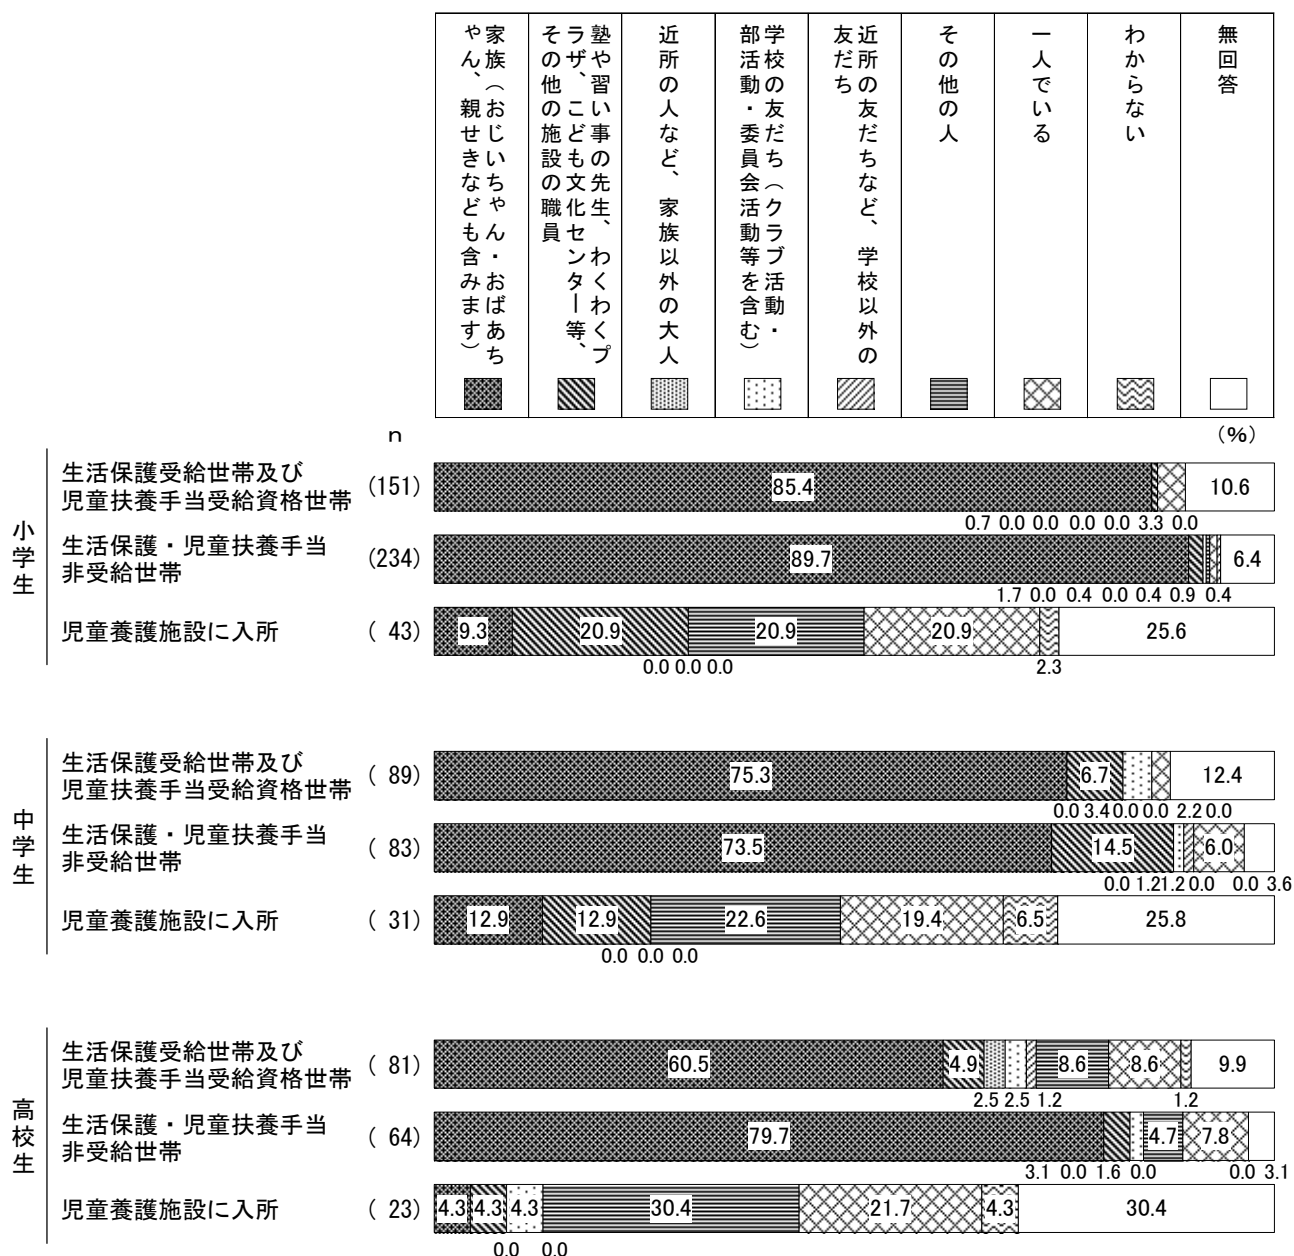 家族（おじいちゃん・おばあち
ゃん、親せきなども含みます）
塾や習い事の先生、わくわくプ
ラザ、こども文化センター等、
その他の施設の職員
近所の人など、家族以外の大人
学校の友だち（クラブ活動・
部活動・委員会活動等を含む）
近所の友だちなど、学校以外の
友だち
その他の人
一人でいる
わからない
無回答
n
（%）
小学生
生活保護受給世帯及び
児童扶養手当受給資格世帯
(151)
85.4
10.6
0.7 0.0 0.0 0.0 0.0 3.3 0.0
生活保護・児童扶養手当
非受給世帯
(234)
89.7
6.4
1.7 0.0 0.4 0.0 0.4 0.9 0.4
児童養護施設に入所
( 43)
9.3 20.9 20.9 20.9 25.6
0.0 0.0 0.0 2.3
中学生
生活保護受給世帯及び
児童扶養手当受給資格世帯
( 89)
75.3 6.7 12.4
0.0 3.4 0.0 0.0 2.2 0.0
生活保護・児童扶養手当
非受給世帯
( 83)
73.5 14.5 6.0
0.0 1.2 1.2 0.0 0.0 3.6
児童養護施設に入所
( 31)
12.9 12.9 22.6 19.4 6.5 25.8
0.0 0.0 0.0
高校生
生活保護受給世帯及び
児童扶養手当受給資格世帯
( 81)
60.5 4.9 8.6 8.6 9.9
2.5 2.5 1.2 1.2
生活保護・児童扶養手当
非受給世帯
( 64)
79.7 4.7 7.8
3.1 0.0 1.6 0.0 0.0 3.1
児童養護施設に入所
( 23)
4.3 4.3 4.3 30.4 21.7 4.3 30.4
0.0 0.0